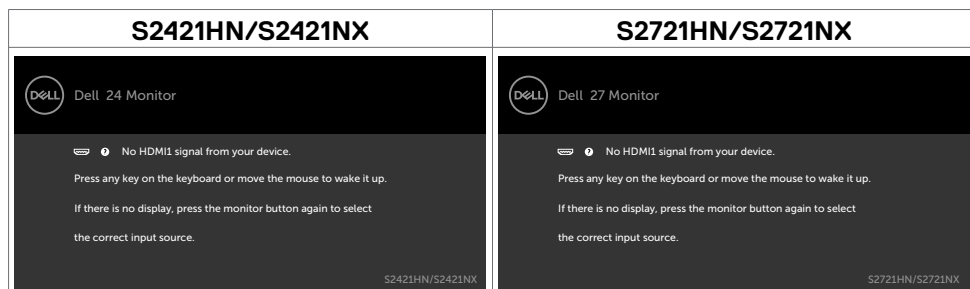 S2421HN/S2421NX
S2721HN/S2721NX
DELL
Dell 24 Monitor
? No HDMI1 signal from your device.
Press any key on the keyboard or move the mouse to wake it up.
If there is no display, press the monitor button again to select
the correct input source.
S2421HN/S2421NX
DELL
Dell 27 Monitor
? No HDMI1 signal from your device.
Press any key on the keyboard or move the mouse to wake it up.
If there is no display, press the monitor button again to select
the correct input source.
S2721HN/S2721NX